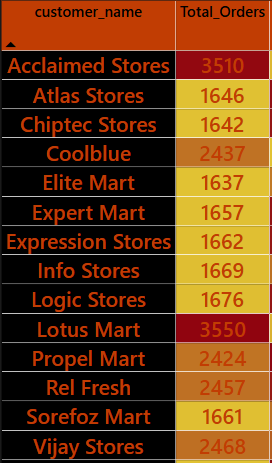 customer_name Total_Orders
Acclaimed Stores 3510
Atlas Stores 1646
Chiptec Stores 1642
Coolblue 2437
Elite Mart 1637
Expert Mart 1657
Expression Stores 1662
Info Stores 1669
Logic Stores 1676
Lotus Mart 3550
Propel Mart 2424
Rel Fresh 2457
Sorefoz Mart 1661
Vijay Stores 2468